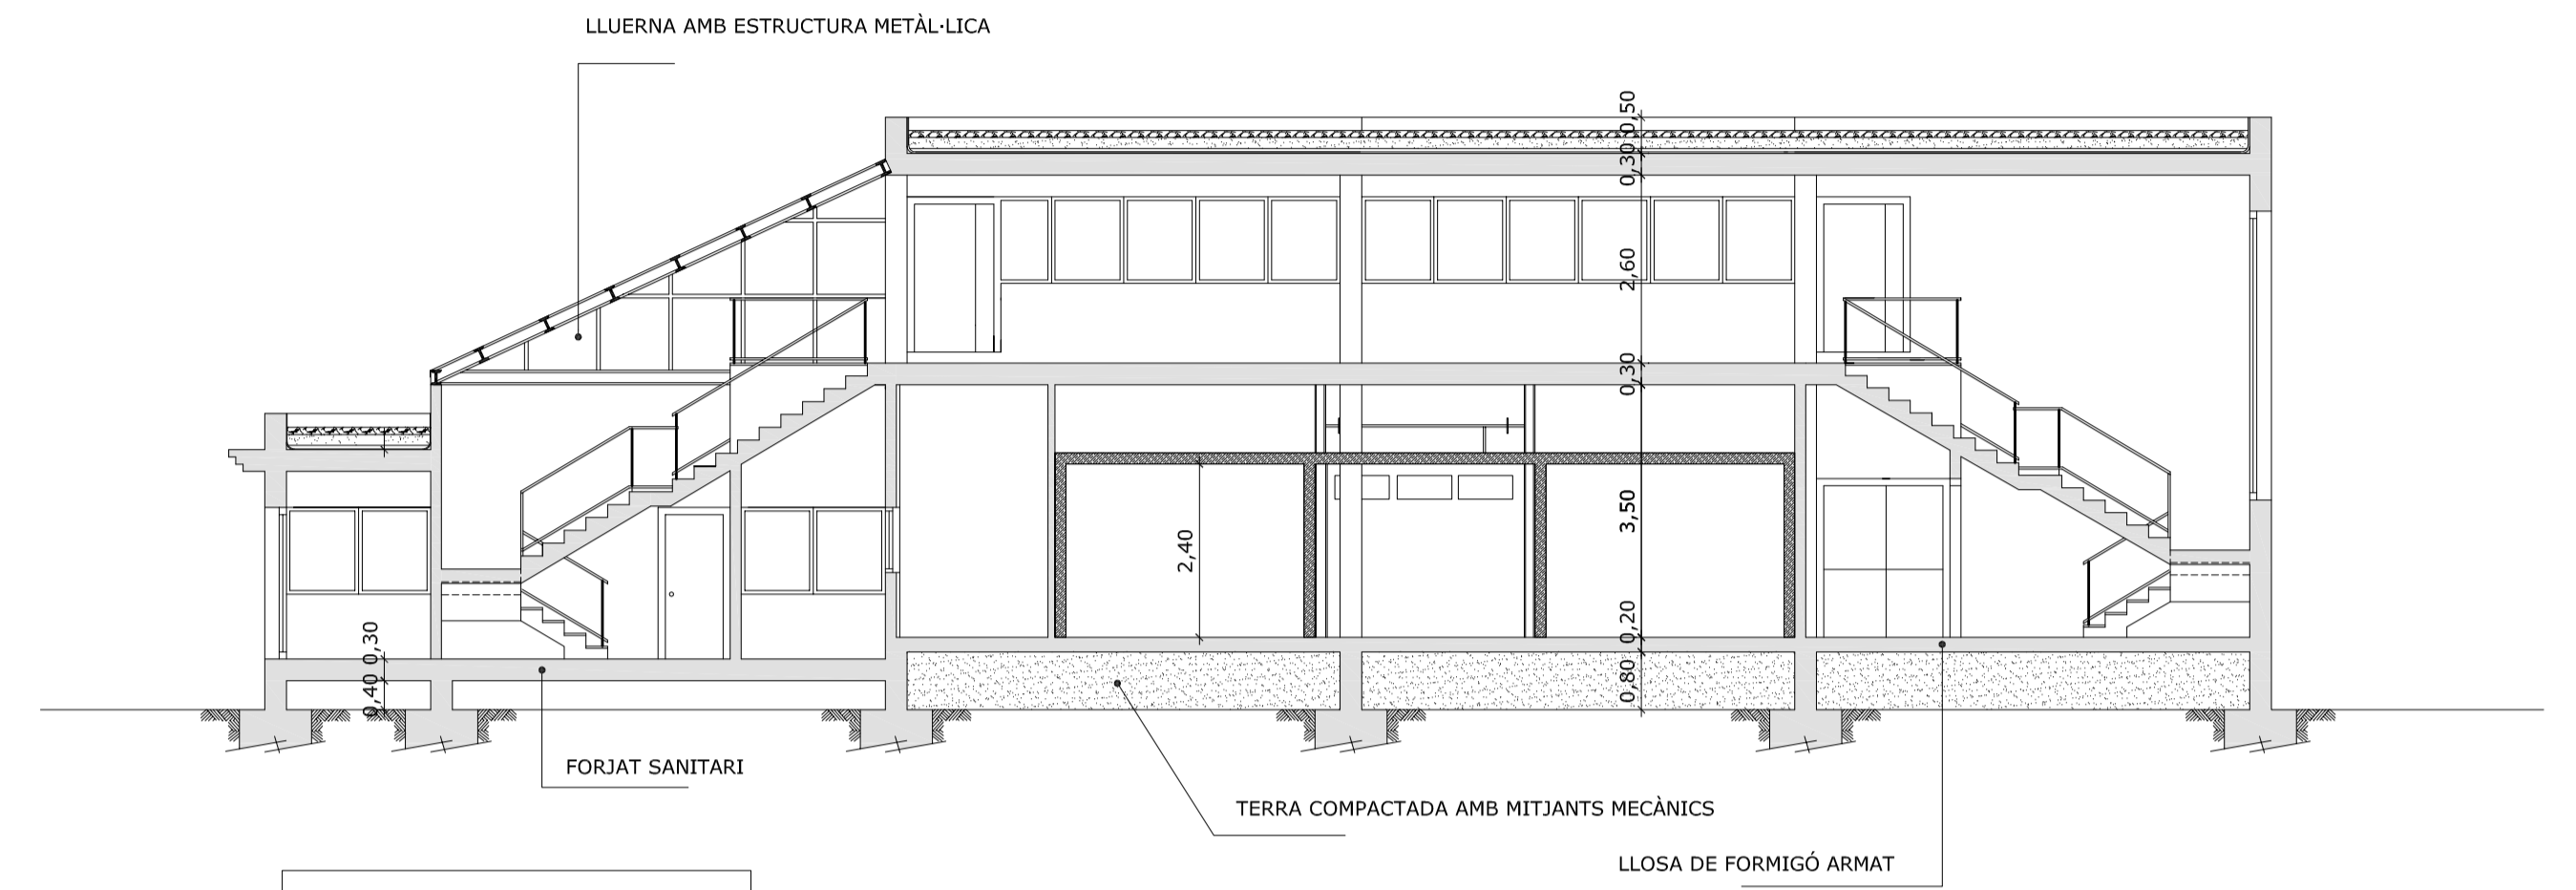 LLUERNA AMB ESTRUCTURA METÀL·LICA
0,50
0,30
2,60
0,30
3,50
2,40
0,20
0,30
0,80
0,40
FORJAT SANITARI
TERRA COMPACTADA AMB MITJANTS MECÀNICS
LLOSA DE FORMIGÓ ARMAT